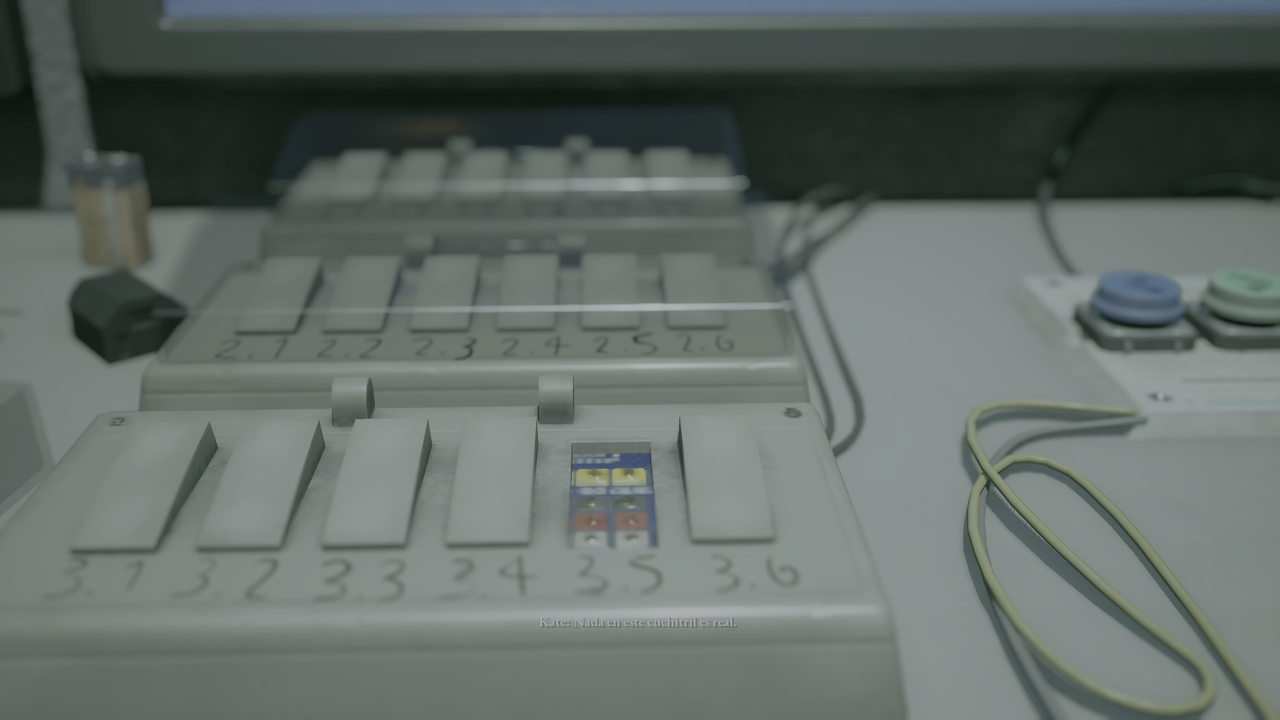 2.1 2.2 2.3 2.4 2.5 2.6
3.1 3.2 3.3 3.4 3.5 3.6
Kate: Nada en este cuchitril es real.